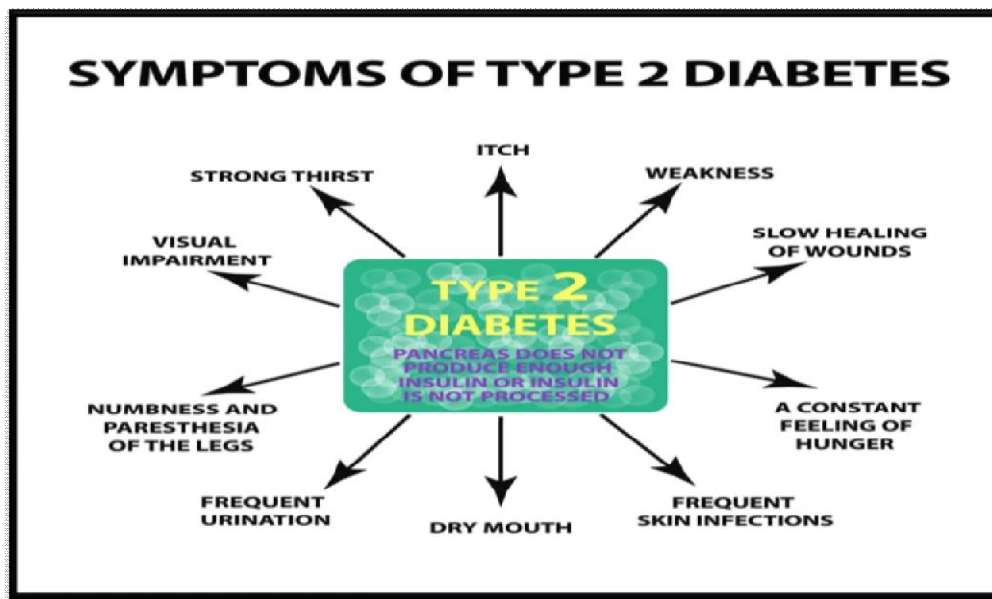 SYMPTOMS OF TYPE 2 DIABETES
ITCH
STRONG THIRST
WEAKNESS
VISUAL
IMPAIRMENT
SLOW HEALING
OF WOUNDS
TYPE 2
DIABETES
PANCREAS DOES NOT
PRODUCE ENOUGH
INSULIN OR INSULIN
IS NOT PROCESSED
NUMBNESS AND
PARESTHESIA
OF THE LEGS
A CONSTANT
FEELING OF
HUNGER
FREQUENT
URINATION
DRY MOUTH
FREQUENT
SKIN INFECTIONS